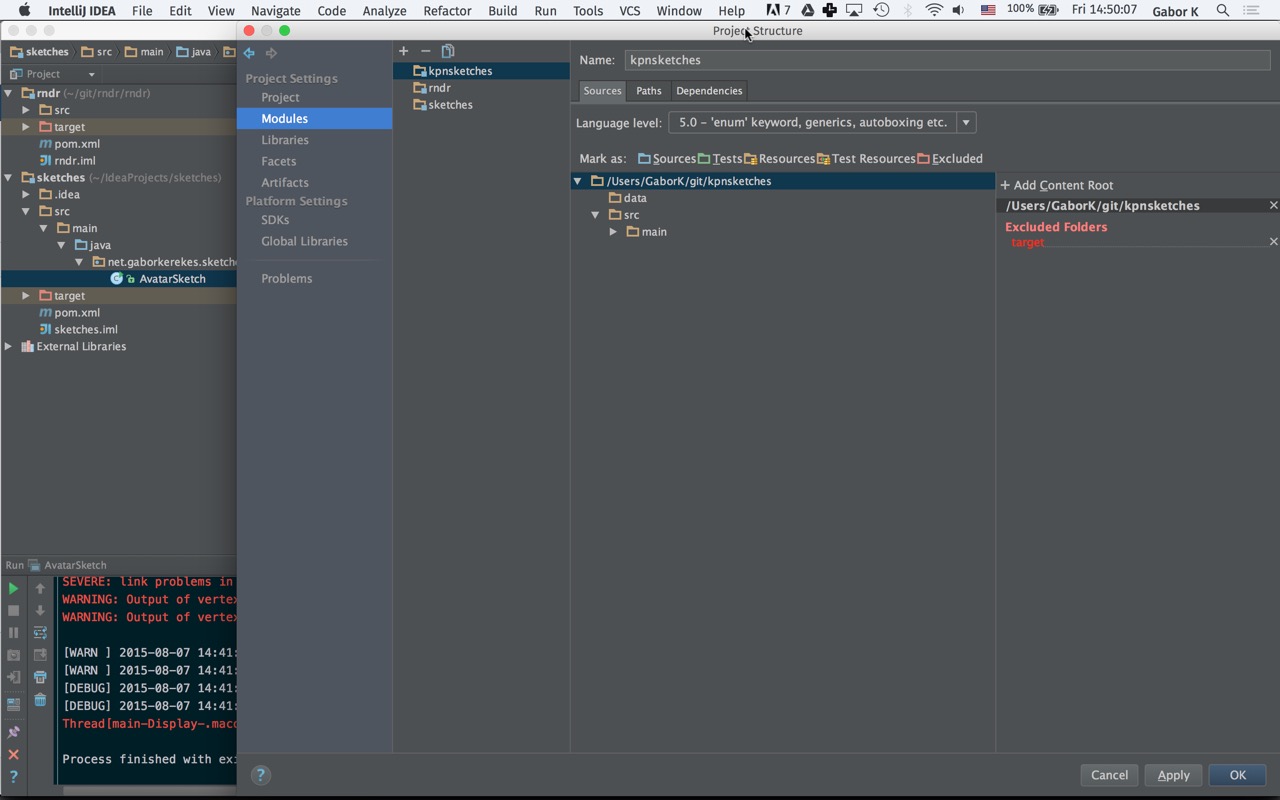 IntelliJ IDEA File Edit View Navigate Code Analyze Refactor Build Run Tools VCS Window Help 7 100% Fri 14:50:07 Gabor K
Project Structure
sketches src main java
Project
rndr (~/git/rndr/rndr)
src
target
pom.xml
rndr.iml
sketches (~/IdeaProjects/sketches)
.idea
src
main
java
net.gaborkerekes.sketche
AvatarSketch
target
pom.xml
sketches.iml
External Libraries
Run AvatarSketch
SEVERE: link problems in
WARNING: Output of vertex
WARNING: Output of vertex
[WARN ] 2015-08-07 14:41:
[WARN ] 2015-08-07 14:41:
[DEBUG] 2015-08-07 14:41:
[DEBUG] 2015-08-07 14:41:
Thread[main-Display-.maco
Process finished with exi
Project Settings
Project
Modules
Libraries
Facets
Artifacts
Platform Settings
SDKs
Global Libraries
Problems
kpnsketches
rndr
sketches
Name: kpnsketches
Sources Paths Dependencies
Language level: 5.0 – 'enum' keyword, generics, autoboxing etc.
Mark as: Sources Tests Resources Test Resources Excluded
/Users/GaborK/git/kpnsketches
data
src
main
+ Add Content Root
/Users/GaborK/git/kpnsketches
Excluded Folders
target
? Cancel Apply OK